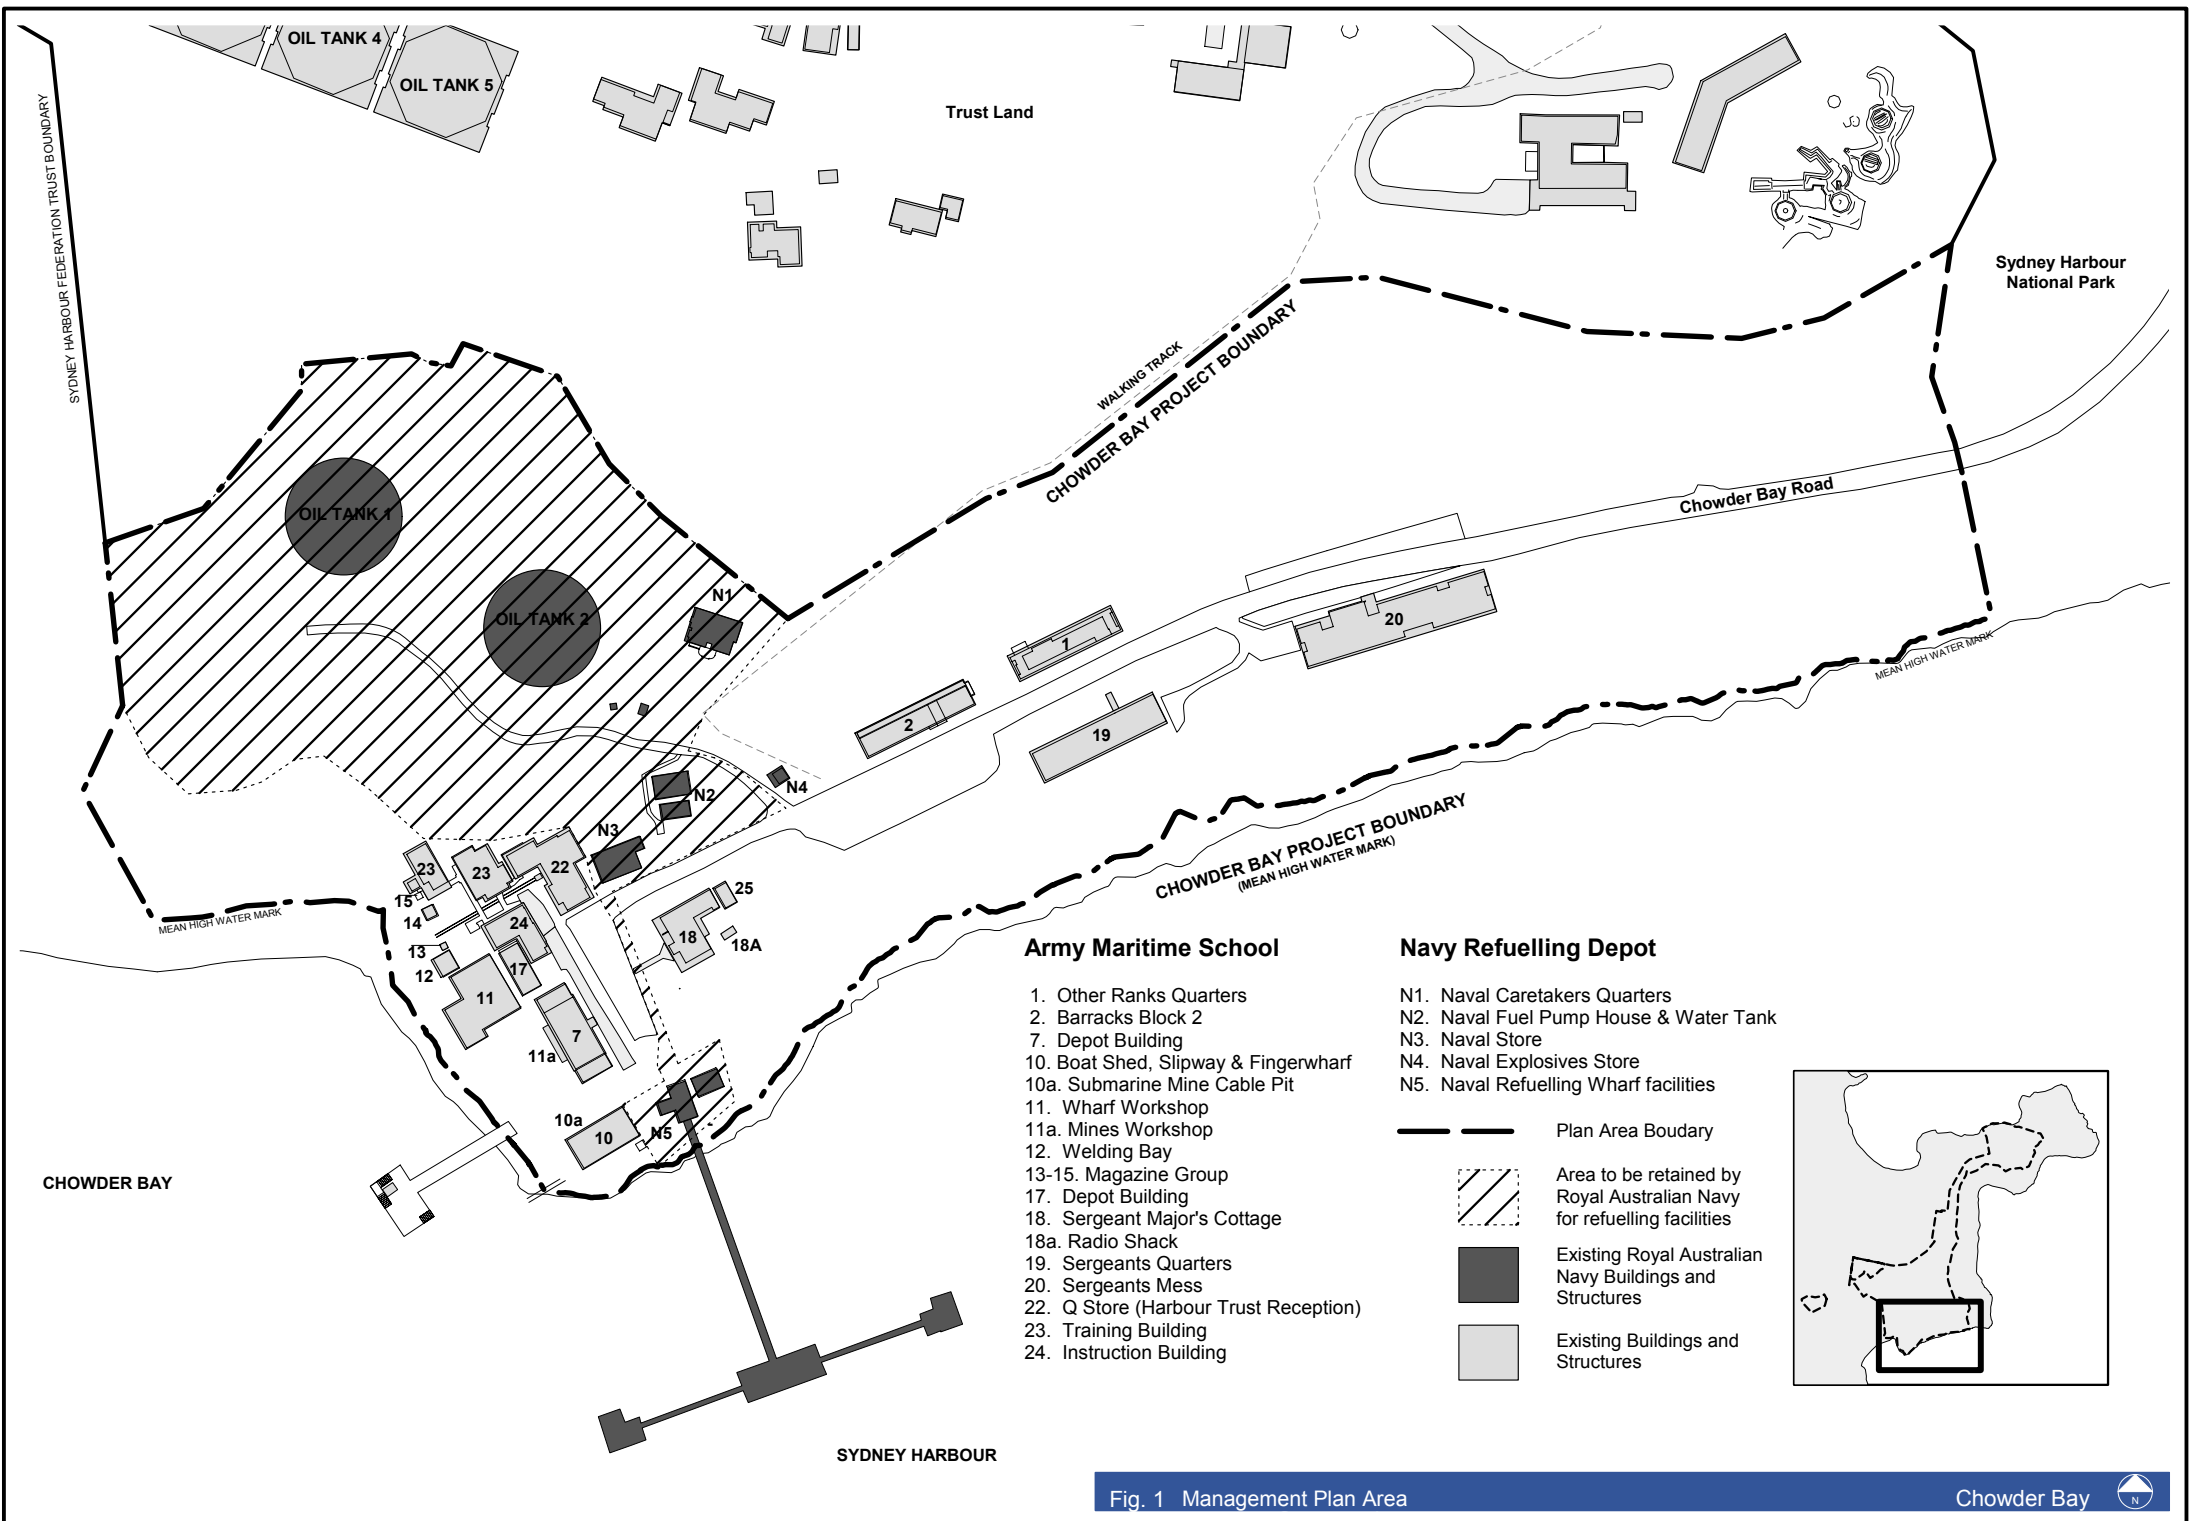 OIL TANK 4
OIL TANK 5
Trust Land
SYDNEY HARBOUR FEDERATION TRUST BOUNDARY
Sydney Harbour
National Park
WALKING TRACK
CHOWDER BAY PROJECT BOUNDARY
Chowder Bay Road
OIL TANK 1
OIL TANK 2
N1
1
20
2
19
MEAN HIGH WATER MARK
N4
N2
N3
CHOWDER BAY PROJECT BOUNDARY
(MEAN HIGH WATER MARK)
23
23
22
25
15
14
24
18
18A
MEAN HIGH WATER MARK
13
12
17
11
7
11a
10a
10
N5
CHOWDER BAY
SYDNEY HARBOUR
Army Maritime School
1. Other Ranks Quarters
2. Barracks Block 2
7. Depot Building
10. Boat Shed, Slipway & Fingerwharf
10a. Submarine Mine Cable Pit
11. Wharf Workshop
11a. Mines Workshop
12. Welding Bay
13-15. Magazine Group
17. Depot Building
18. Sergeant Major's Cottage
18a. Radio Shack
19. Sergeants Quarters
20. Sergeants Mess
22. Q Store (Harbour Trust Reception)
23. Training Building
24. Instruction Building
Navy Refuelling Depot
N1. Naval Caretakers Quarters
N2. Naval Fuel Pump House & Water Tank
N3. Naval Store
N4. Naval Explosives Store
N5. Naval Refuelling Wharf facilities
Plan Area Boudary
Area to be retained by
Royal Australian Navy
for refuelling facilities
Existing Royal Australian
Navy Buildings and
Structures
Existing Buildings and
Structures
Fig. 1 Management Plan Area
Chowder Bay
N